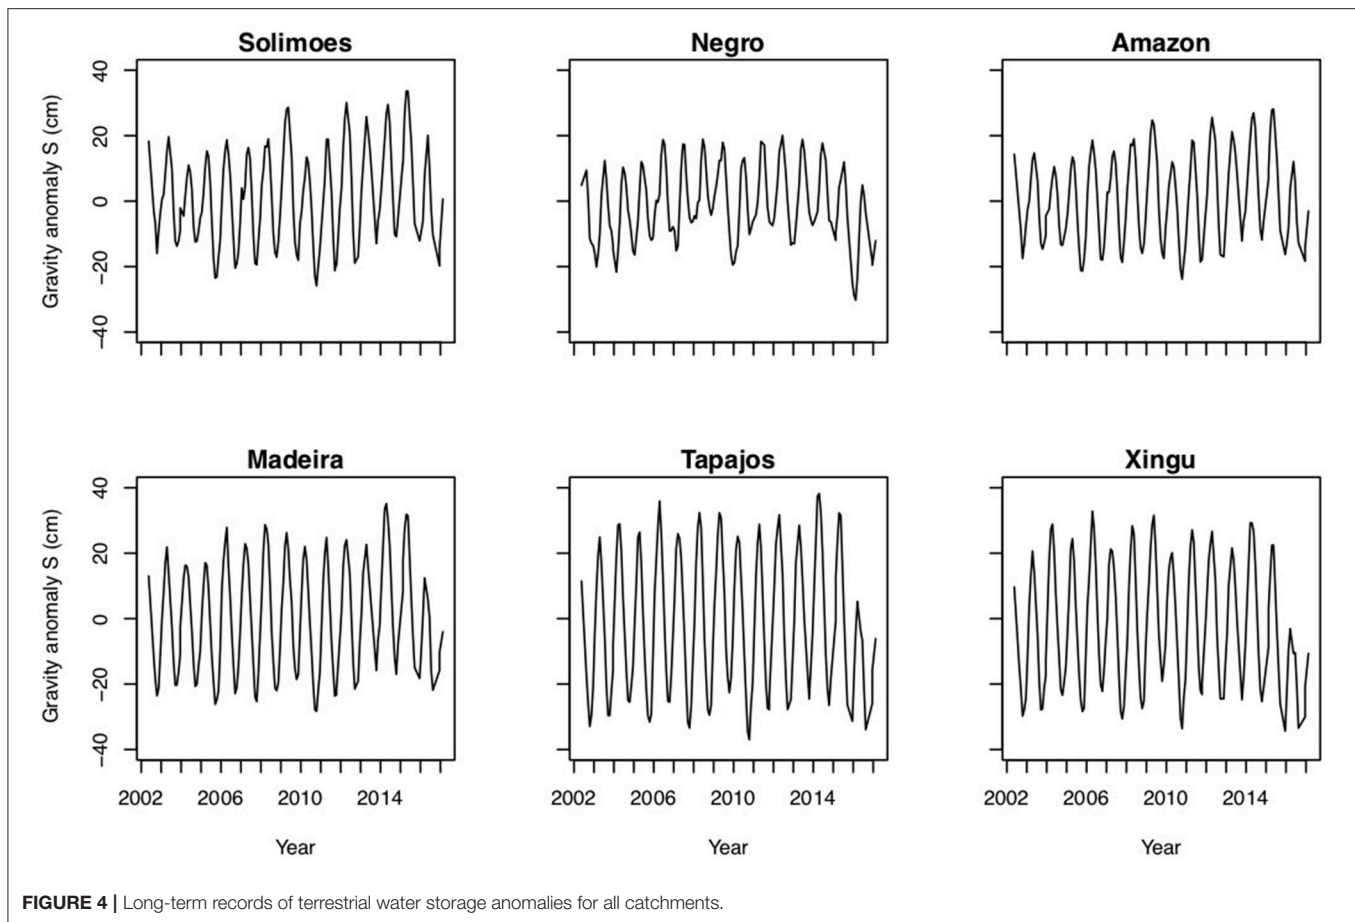 Solimoes
Negro
Amazon
Gravity anomaly S (cm)
40
20
0
−20
−40
Madeira
Tapajos
Xingu
Gravity anomaly S (cm)
40
20
0
−20
−40
2002 2006 2010 2014
2002 2006 2010 2014
2002 2006 2010 2014
Year
Year
Year
FIGURE 4 | Long-term records of terrestrial water storage anomalies for all catchments.